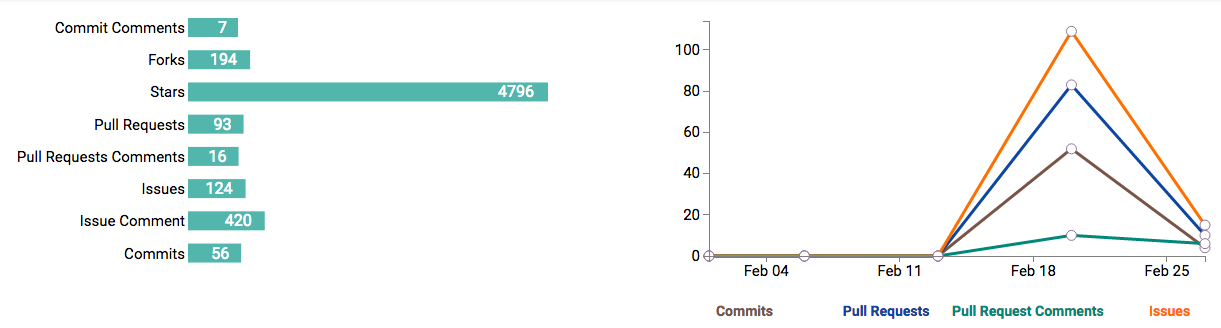 Commit Comments 7
Forks 194
Stars 4796
Pull Requests 93
Pull Requests Comments 16
Issues 124
Issue Comment 420
Commits 56
100
80
60
40
20
0
Feb 04 Feb 11 Feb 18 Feb 25
Commits Pull Requests Pull Request Comments Issues